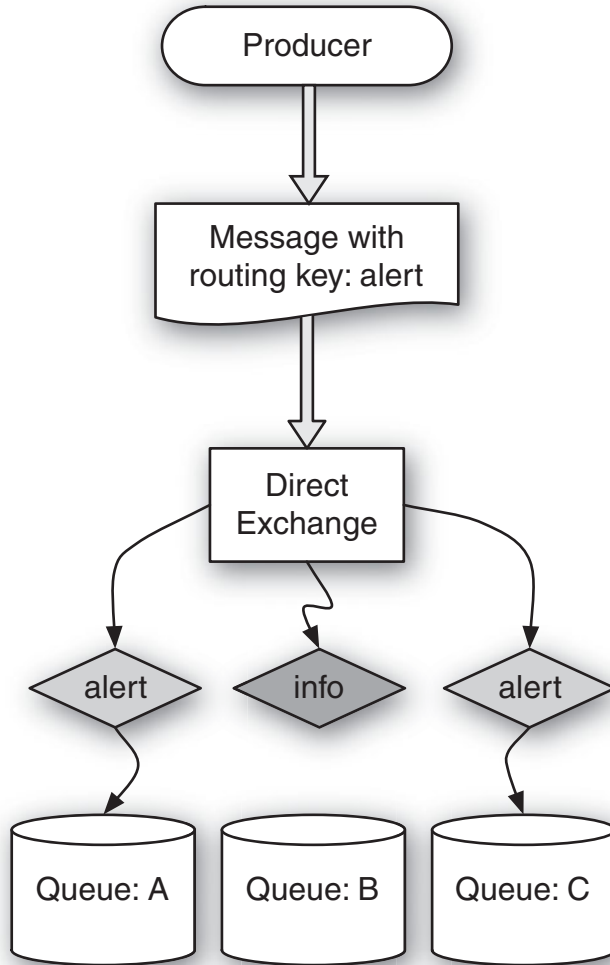 Producer
Message with
routing key: alert
Direct
Exchange
alert
info
alert
Queue: A
Queue: B
Queue: C